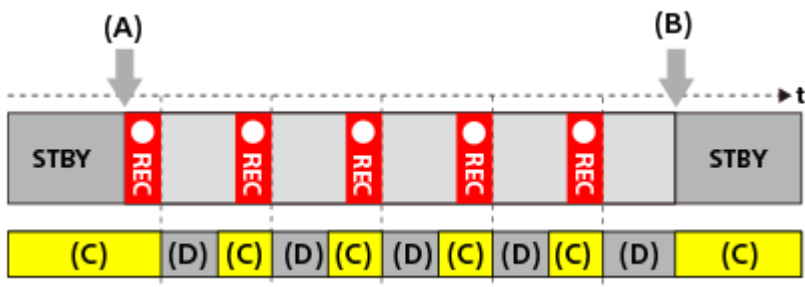 (A) (B)
t
STBY REC REC REC REC REC STBY
(C) (D) (C) (D) (C) (D) (C) (D) (C) (D) (C)